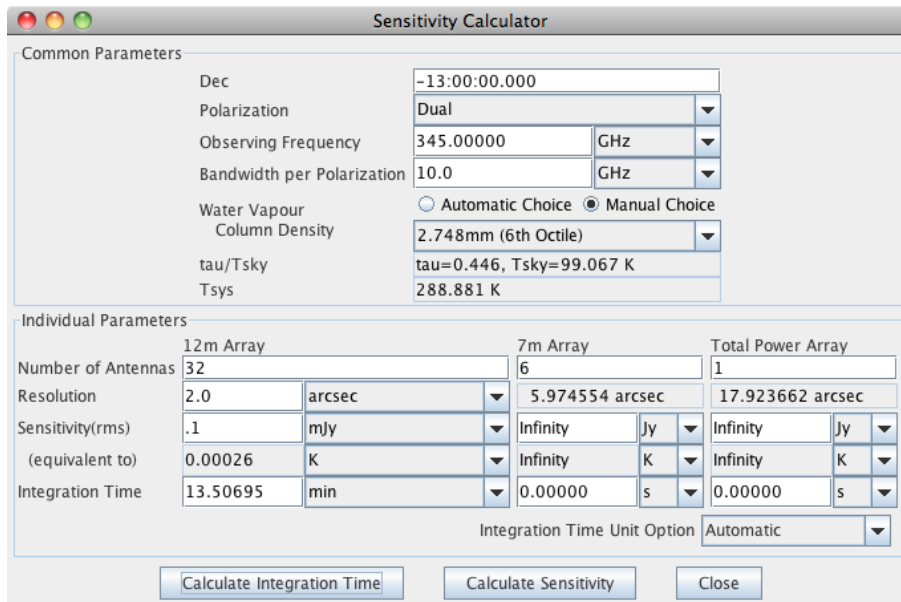 Sensitivity Calculator
Common Parameters
Dec -13:00:00.000
Polarization Dual
Observing Frequency 345.00000 GHz
Bandwidth per Polarization 10.0 GHz
Water Vapour Column Density Automatic Choice Manual Choice
2.748mm (6th Octile)
tau/Tsky tau=0.446, Tsky=99.067 K
Tsys 288.881 K
Individual Parameters
12m Array 7m Array Total Power Array
Number of Antennas 32 6 1
Resolution 2.0 arcsec 5.974554 arcsec 17.923662 arcsec
Sensitivity(rms) .1 mJy Infinity Jy Infinity Jy
(equivalent to) 0.00026 K Infinity K Infinity K
Integration Time 13.50695 min 0.00000 s 0.00000 s
Integration Time Unit Option Automatic
Calculate Integration Time Calculate Sensitivity Close